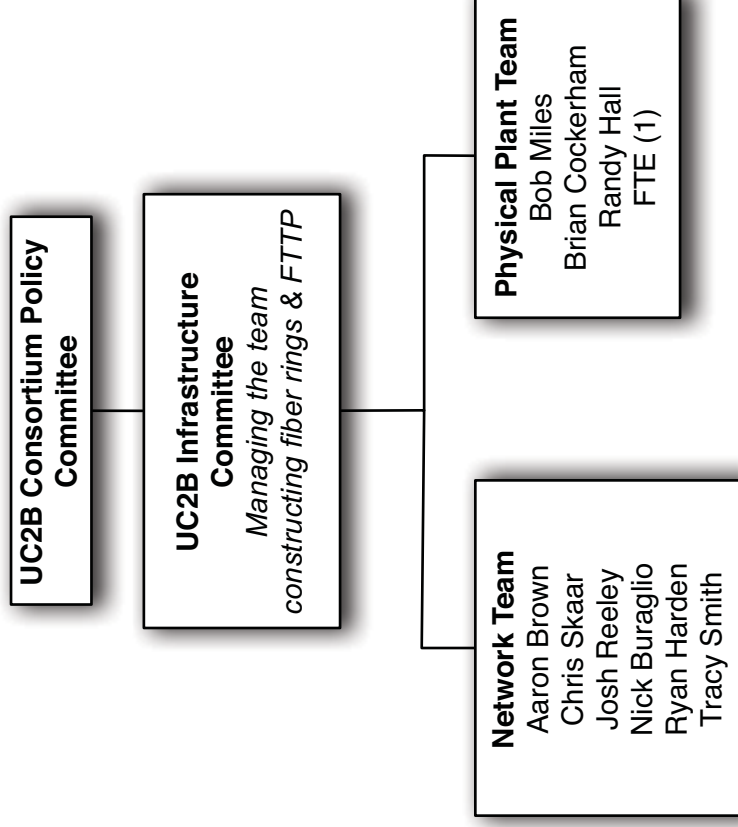 UC2B Consortium Policy
Committee
UC2B Infrastructure
Committee
Managing the team
constructing fiber rings & FTTP
Network Team
Aaron Brown
Chris Skaar
Josh Reeley
Nick Buraglio
Ryan Harden
Tracy Smith
Physical Plant Team
Bob Miles
Brian Cockerham
Randy Hall
FTE (1)